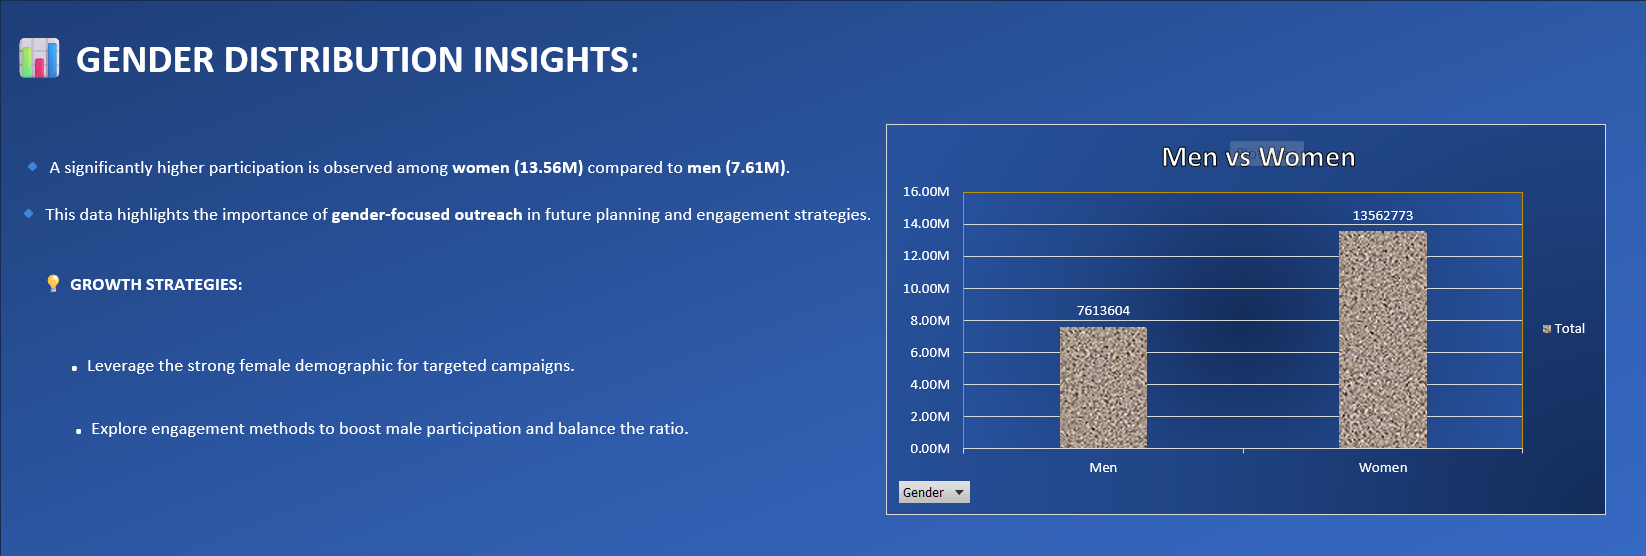 GENDER DISTRIBUTION INSIGHTS:
A significantly higher participation is observed among women (13.56M) compared to men (7.61M).
This data highlights the importance of gender-focused outreach in future planning and engagement strategies.
GROWTH STRATEGIES:
Leverage the strong female demographic for targeted campaigns.
Explore engagement methods to boost male participation and balance the ratio.
Men vs Women
16.00M
14.00M
12.00M
10.00M
8.00M
6.00M
4.00M
2.00M
0.00M
7613604
13562773
Men
Women
Total
Gender